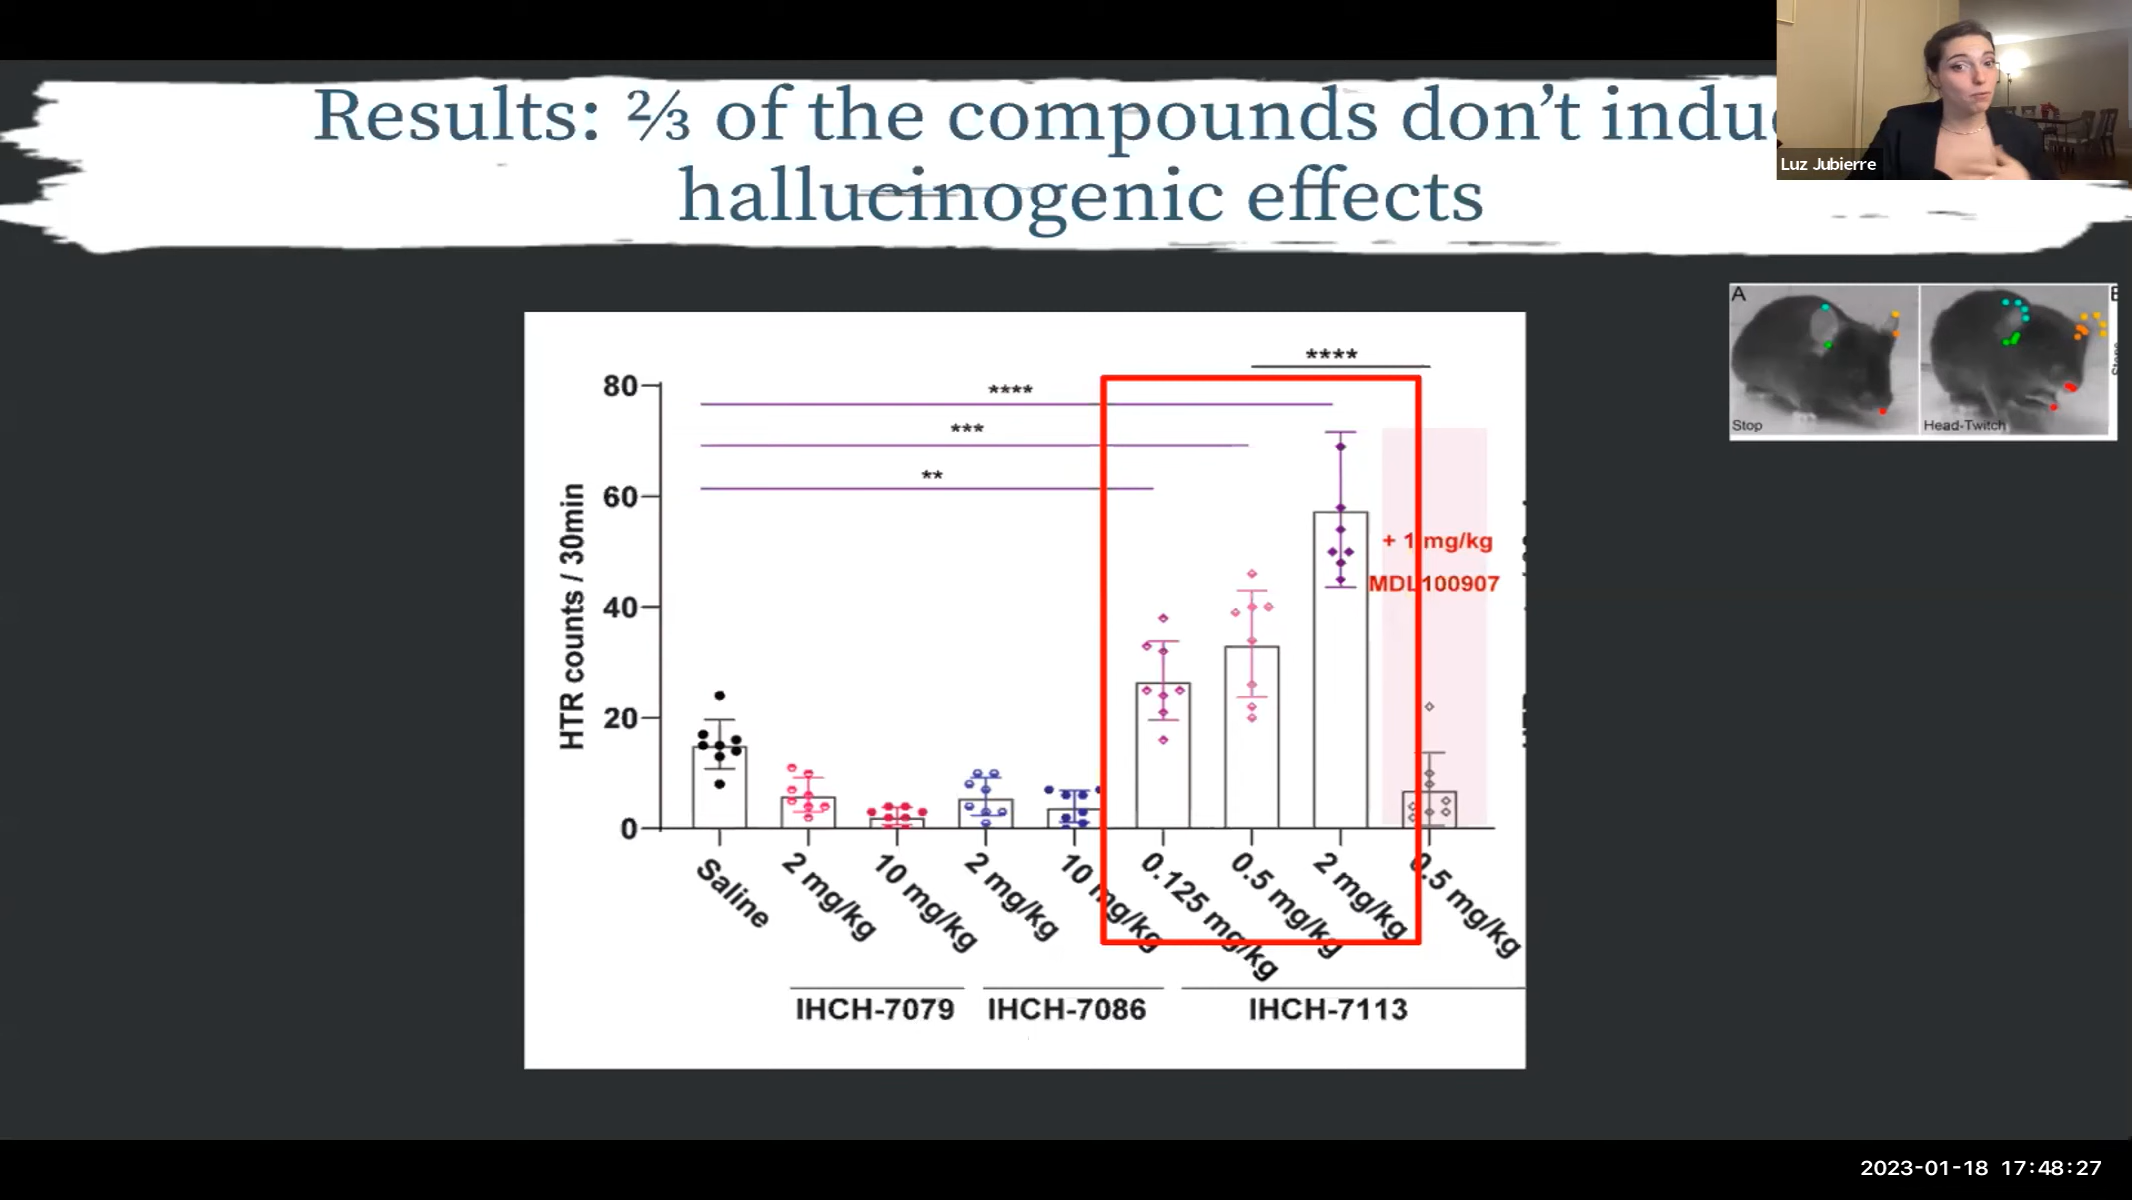 Results: ⅔ of the compounds don't indu
hallucinogenic effects
Luz Jubierre
A
Stop
Head-Twitch
****
****
***
**
80
60
40
20
0
HTR counts / 30min
+ 1 mg/kg
MDL100907
Saline
2 mg/kg
10 mg/kg
2 mg/kg
10 mg/kg
0.125 mg/kg
0.5 mg/kg
2 mg/kg
0.5 mg/kg
IHCH-7079
IHCH-7086
IHCH-7113
2023-01-18 17:48:27